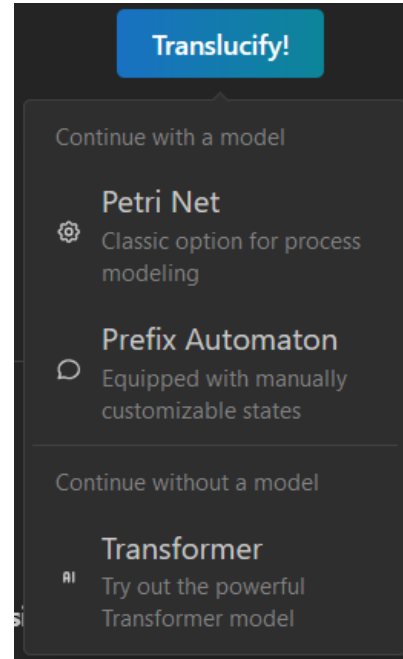 Translucify!
Continue with a model
Petri Net
Classic option for process
modeling
Prefix Automaton
Equipped with manually
customizable states
Continue without a model
AI
Transformer
Try out the powerful
Transformer model